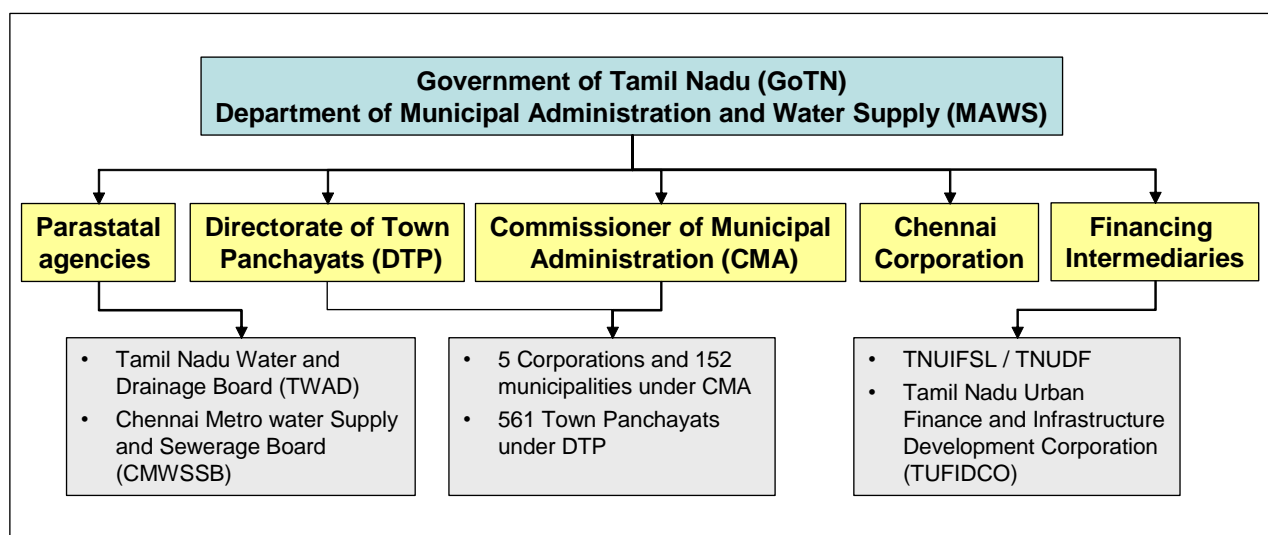 Government of Tamil Nadu (GoTN)
Department of Municipal Administration and Water Supply (MAWS)
Parastatal
agencies
Directorate of Town
Panchayats (DTP)
Commissioner of Municipal
Administration (CMA)
Chennai
Corporation
Financing
Intermediaries
• Tamil Nadu Water and
Drainage Board (TWAD)
• Chennai Metro water Supply
and Sewerage Board
(CMWSSB)
• 5 Corporations and 152
municipalities under CMA
• 561 Town Panchayats
under DTP
• TNUIFSL / TNUDF
• Tamil Nadu Urban
Finance and Infrastructure
Development Corporation
(TUFIDCO)